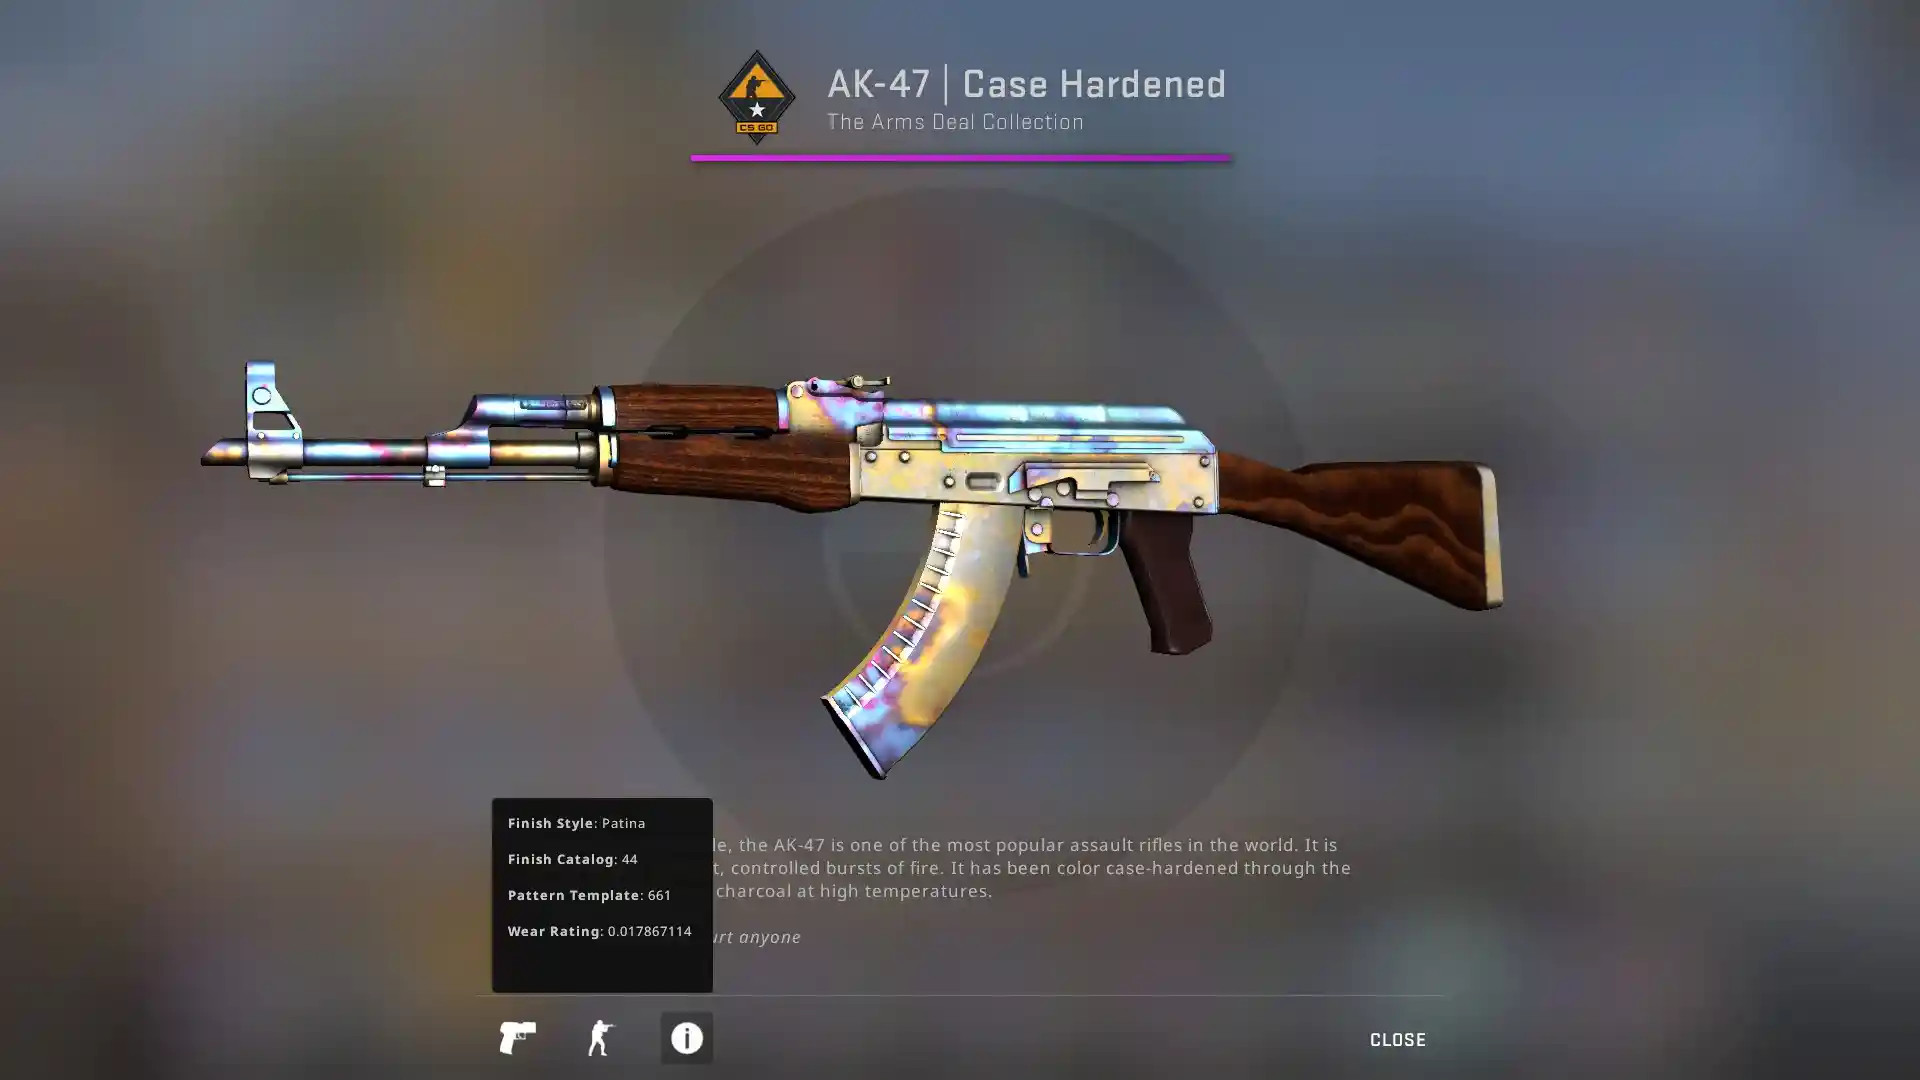 AK-47 | Case Hardened
The Arms Deal Collection
CS GO
Finish Style: Patina
Finish Catalog: 44
Pattern Template: 661
Wear Rating: 0.017867114
the AK-47 is one of the most popular assault rifles in the world. It is
controlled bursts of fire. It has been color case-hardened through the
charcoal at high temperatures.
anyone
CLOSE